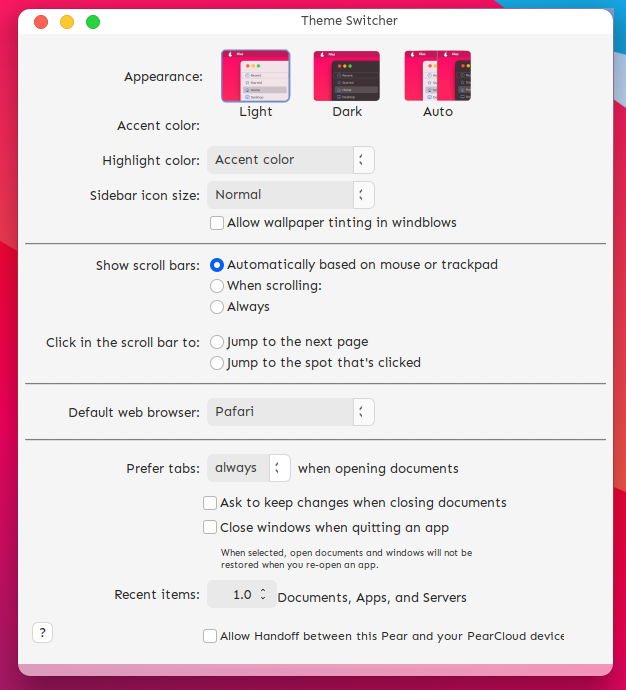 Theme Switcher
Appearance:
Light Dark Auto
Accent color:
Highlight color: Accent color
Sidebar icon size: Normal
Allow wallpaper tinting in windblows
Show scroll bars: Automatically based on mouse or trackpad
When scrolling:
Always
Click in the scroll bar to: Jump to the next page
Jump to the spot that's clicked
Default web browser: Pafari
Prefer tabs: always when opening documents
Ask to keep changes when closing documents
Close windows when quitting an app
When selected, open documents and windows will not be
restored when you re-open an app.
Recent items: 1.0 Documents, Apps, and Servers
?
Allow Handoff between this Pear and your PearCloud device